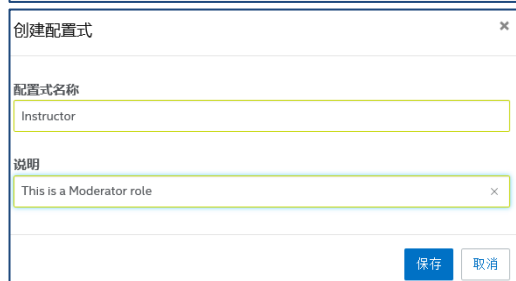 创建配置式
配置式名称
Instructor
说明
This is a Moderator role
保存 取消